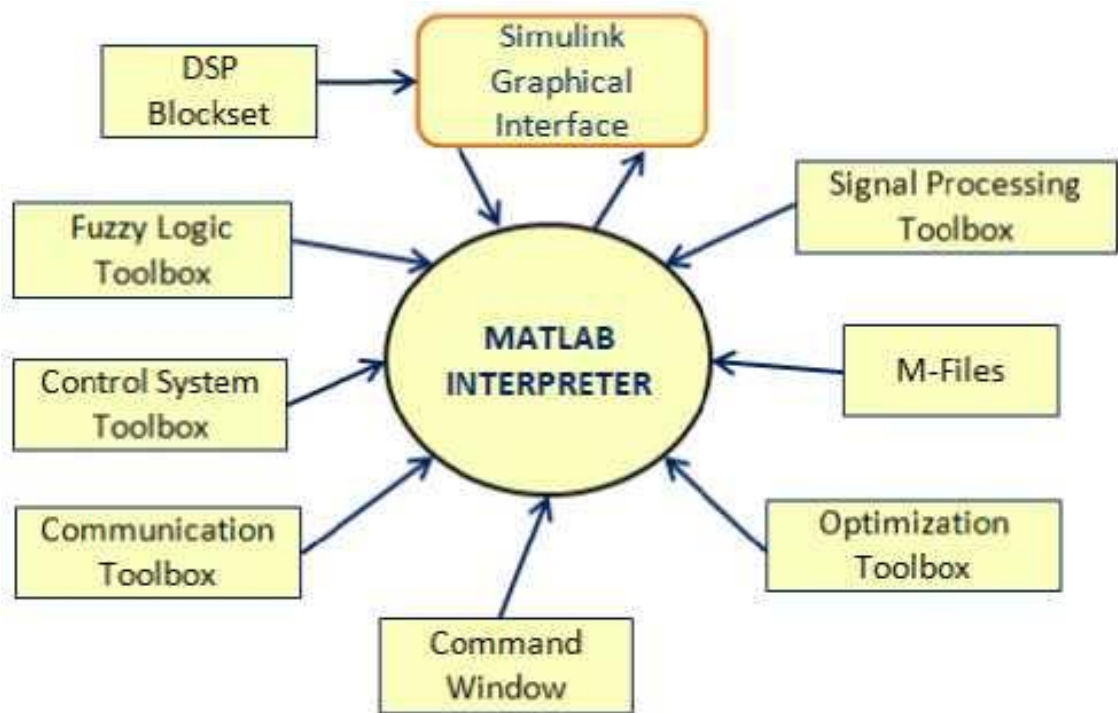 Simulink
Graphical
Interface
DSP
Blockset
Signal Processing
Toolbox
Fuzzy Logic
Toolbox
MATLAB
INTERPRETER
M-Files
Control System
Toolbox
Communication
Toolbox
Optimization
Toolbox
Command
Window